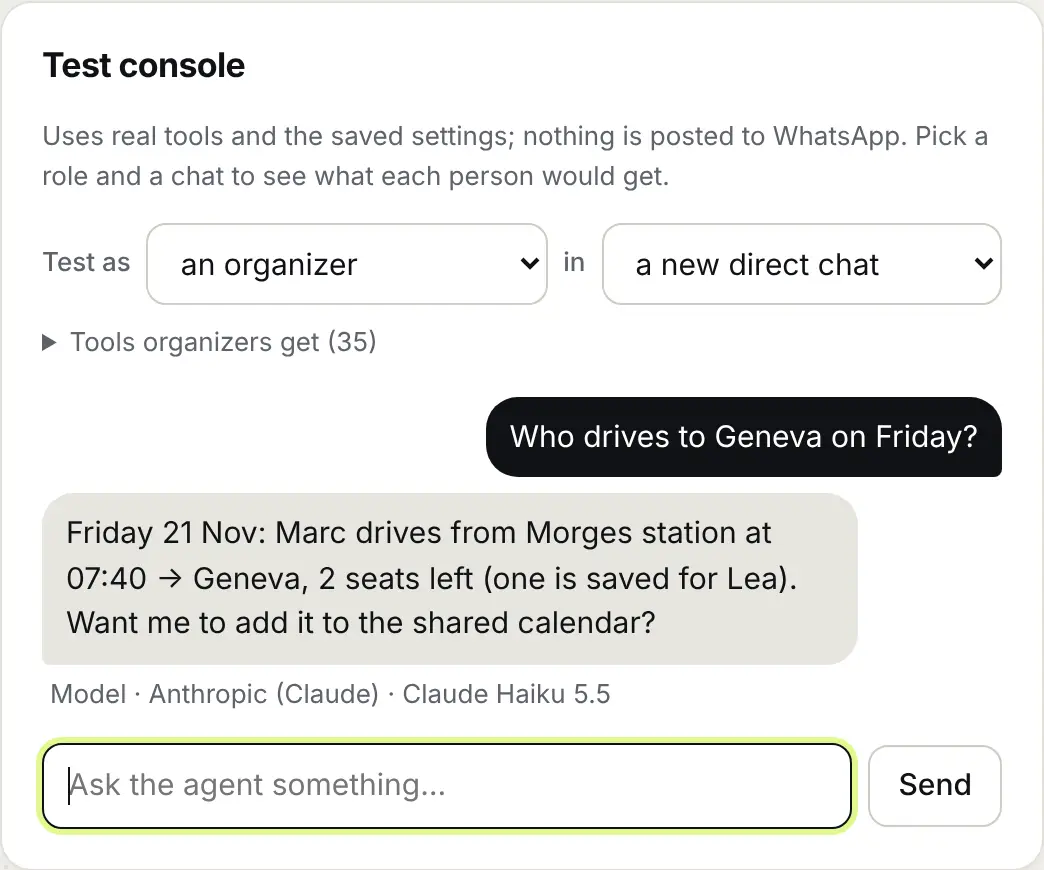 Test console
Uses real tools and the saved settings; nothing is posted to WhatsApp. Pick a
role and a chat to see what each person would get.
Test as an organizer in a new direct chat
Tools organizers get (35)
Who drives to Geneva on Friday?
Friday 21 Nov: Marc drives from Morges station at
07:40 → Geneva, 2 seats left (one is saved for Lea).
Want me to add it to the shared calendar?
Model · Anthropic (Claude) · Claude Haiku 5.5
Ask the agent something...
Send